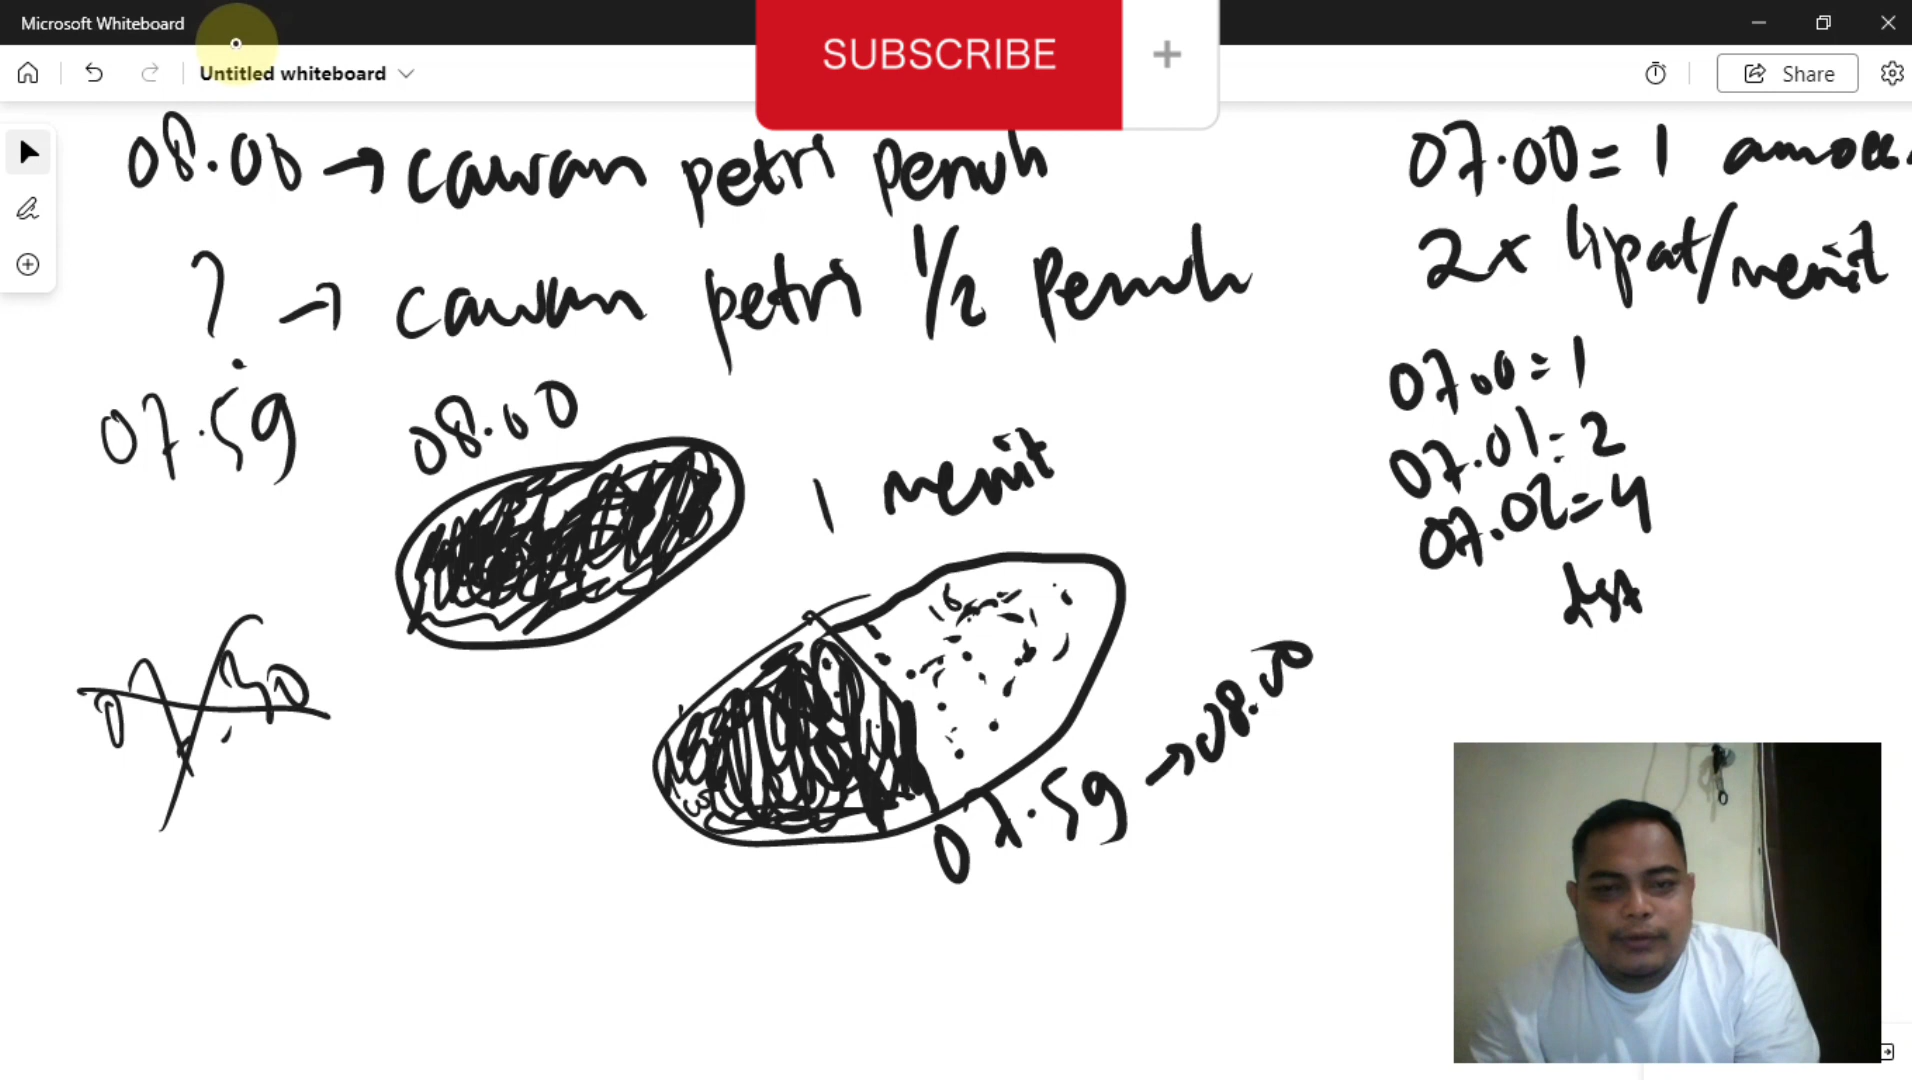 Microsoft Whiteboard
Untitled whiteboard
SUBSCRIBE +
Share
08.00 → cawan petri penuh
? → cawan petri 1/2 Penuh
07.59
08.00
1 menit
07.59 → 08.00
07.00 = 1
2x lipat/menit
07.00 = 1
07.01 = 2
07.02 = 4
dst